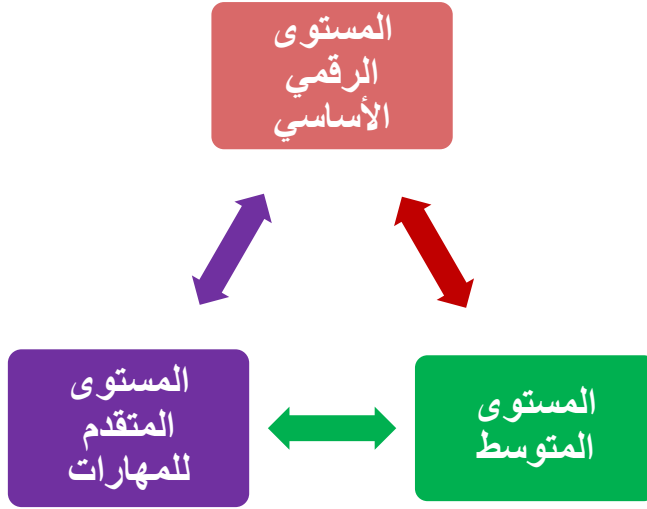 المستوى
الرقمي
الأساسي
المستوى
المتوسط
المستوى
المتقدم
للمهارات